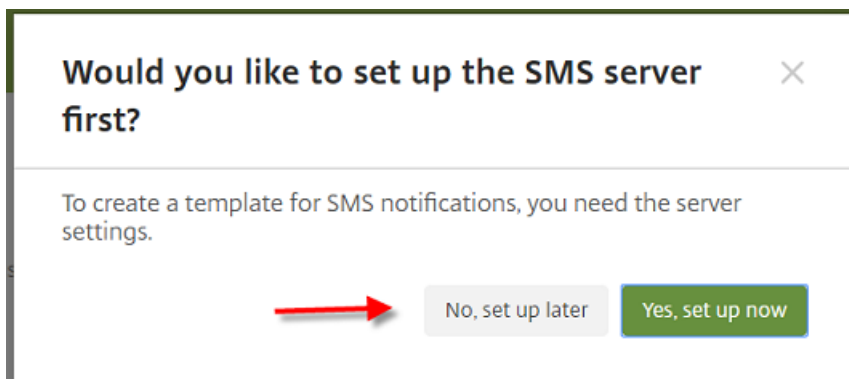 Would you like to set up the SMS server
first?
To create a template for SMS notifications, you need the server
settings.
No, set up later
Yes, set up now